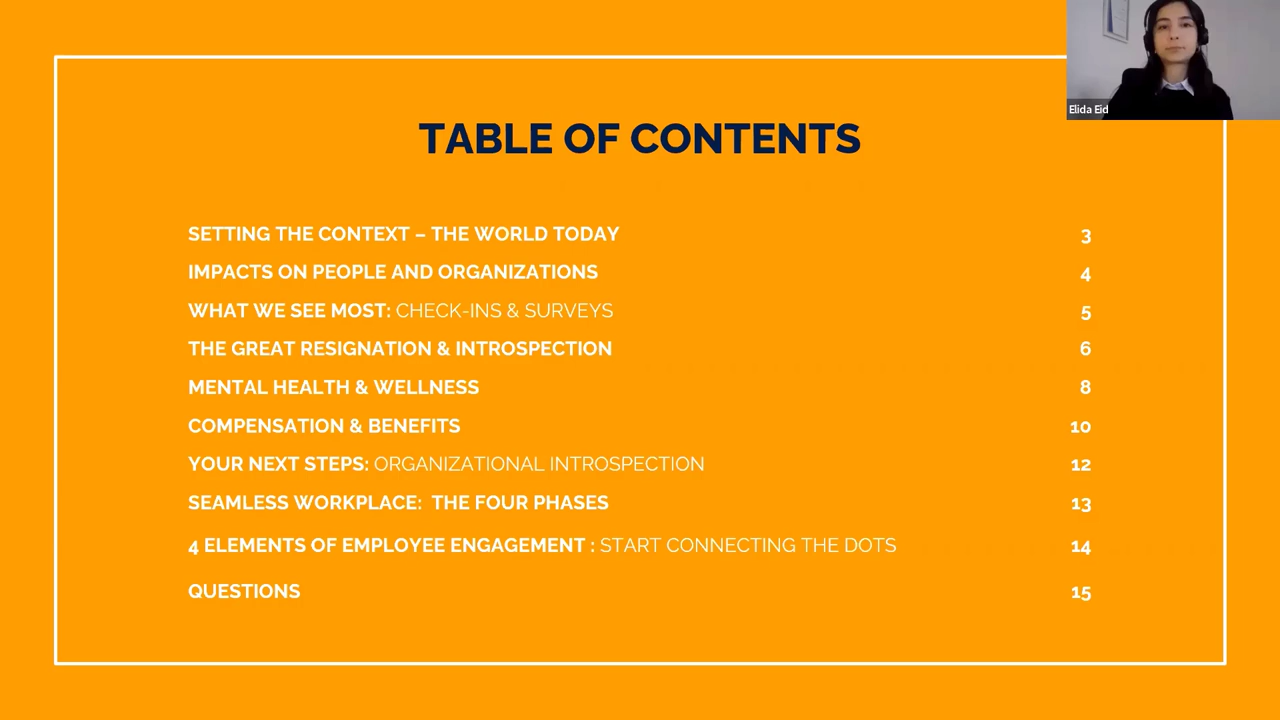 Elida Eid
TABLE OF CONTENTS
SETTING THE CONTEXT – THE WORLD TODAY 3
IMPACTS ON PEOPLE AND ORGANIZATIONS 4
WHAT WE SEE MOST: CHECK-INS & SURVEYS 5
THE GREAT RESIGNATION & INTROSPECTION 6
MENTAL HEALTH & WELLNESS 8
COMPENSATION & BENEFITS 10
YOUR NEXT STEPS: ORGANIZATIONAL INTROSPECTION 12
SEAMLESS WORKPLACE: THE FOUR PHASES 13
4 ELEMENTS OF EMPLOYEE ENGAGEMENT : START CONNECTING THE DOTS 14
QUESTIONS 15